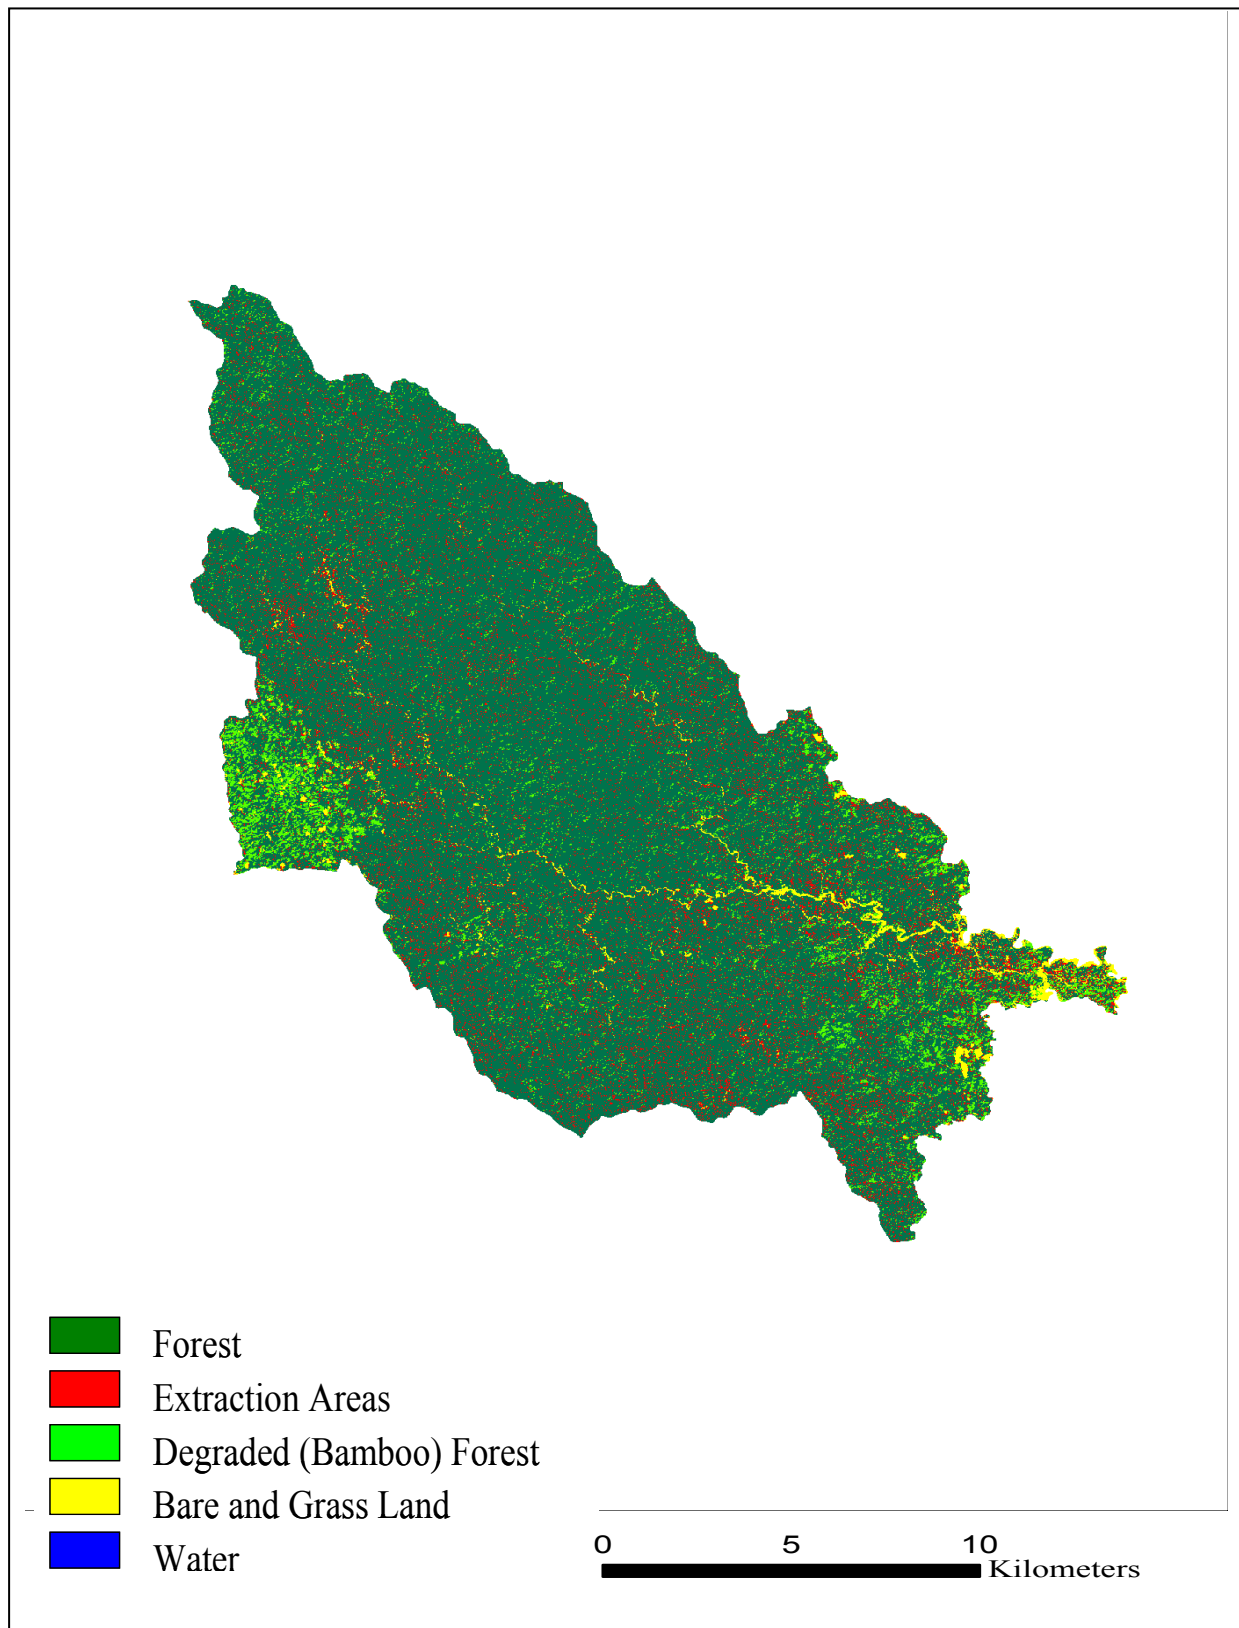 Forest
Extraction Areas
Degraded (Bamboo) Forest
Bare and Grass Land
Water
0 5 10
Kilometers